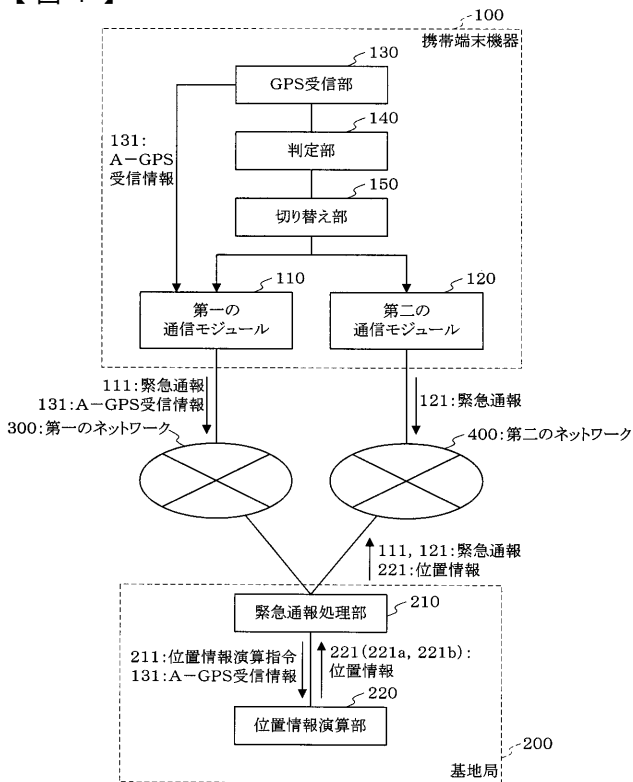 【図1】
100
携帯端末機器
130
GPS受信部
140
判定部
131:
A－GPS
受信情報
150
切り替え部
110
第一の
通信モジュール
120
第二の
通信モジュール
111:緊急通報
131:A－GPS受信情報
121:緊急通報
300:第一のネットワーク
400:第二のネットワーク
111, 121:緊急通報
221:位置情報
緊急通報処理部
210
211:位置情報演算指令
131:A－GPS受信情報
221(221a, 221b):
位置情報
220
位置情報演算部
200
基地局